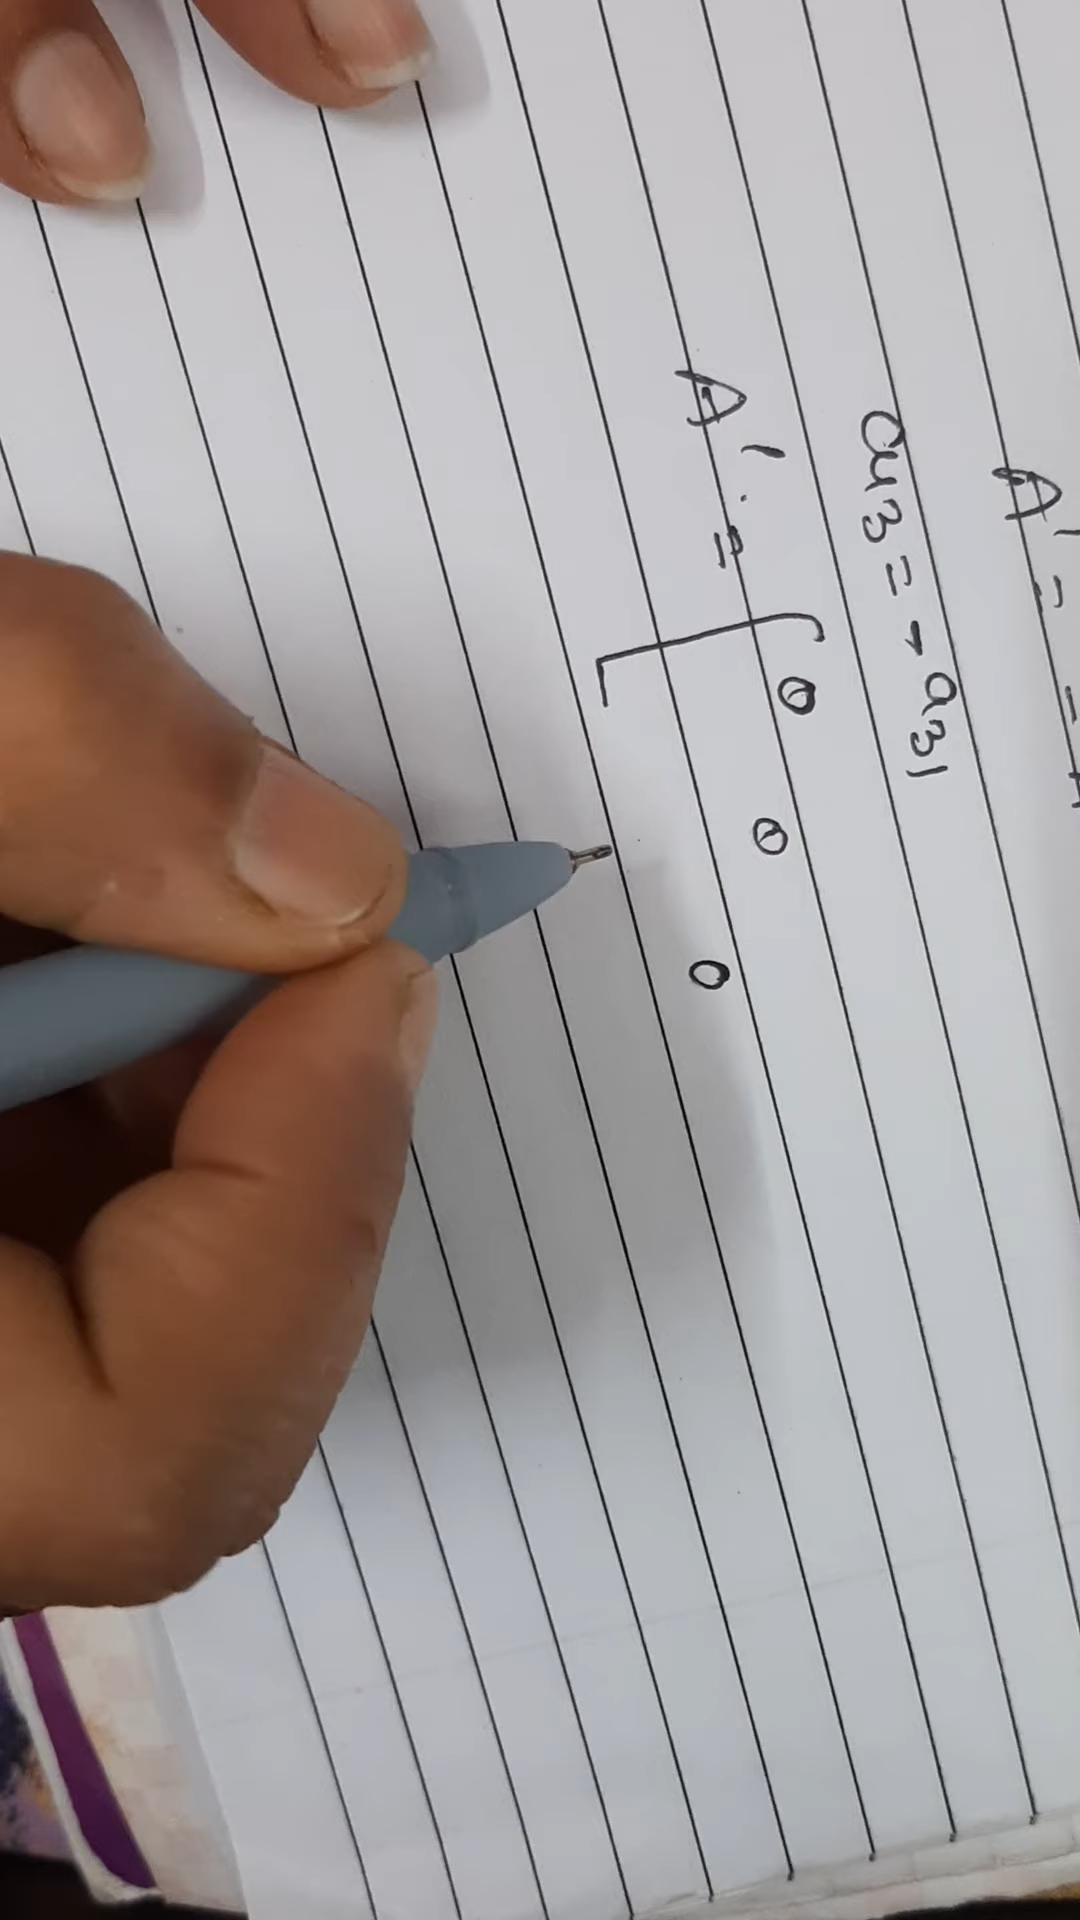 A' = - A
a43 = - a31
A' = [ 0 0 0